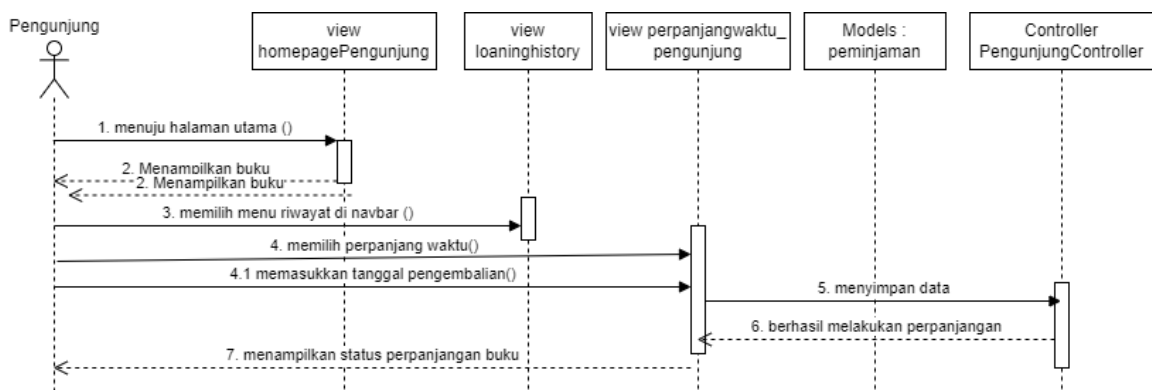 Pengunjung
view
homepagePengunjung
view
loaninghistory
view perpanjangwaktu_
pengunjung
Models :
peminjaman
Controller
PengunjungController
1. menuju halaman utama ()
2. Menampilkan buku
2. Menampilkan buku
3. memilih menu riwayat di navbar ()
4. memilih perpanjang waktu()
4.1 memasukkan tanggal pengembalian()
5. menyimpan data
6. berhasil melakukan perpanjangan
7. menampilkan status perpanjangan buku